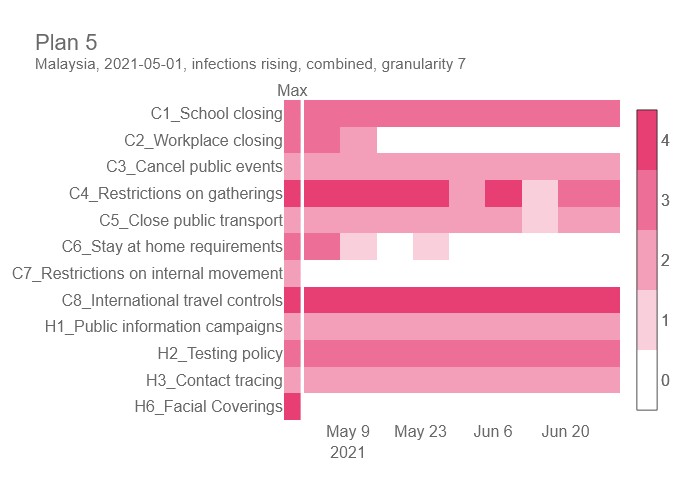 Plan 5
Malaysia, 2021-05-01, infections rising, combined, granularity 7
Max
C1_School closing
C2_Workplace closing
C3_Cancel public events
C4_Restrictions on gatherings
C5_Close public transport
C6_Stay at home requirements
C7_Restrictions on internal movement
C8_International travel controls
H1_Public information campaigns
H2_Testing policy
H3_Contact tracing
H6_Facial Coverings
May 9 May 23 Jun 6 Jun 20
2021
4
3
2
1
0